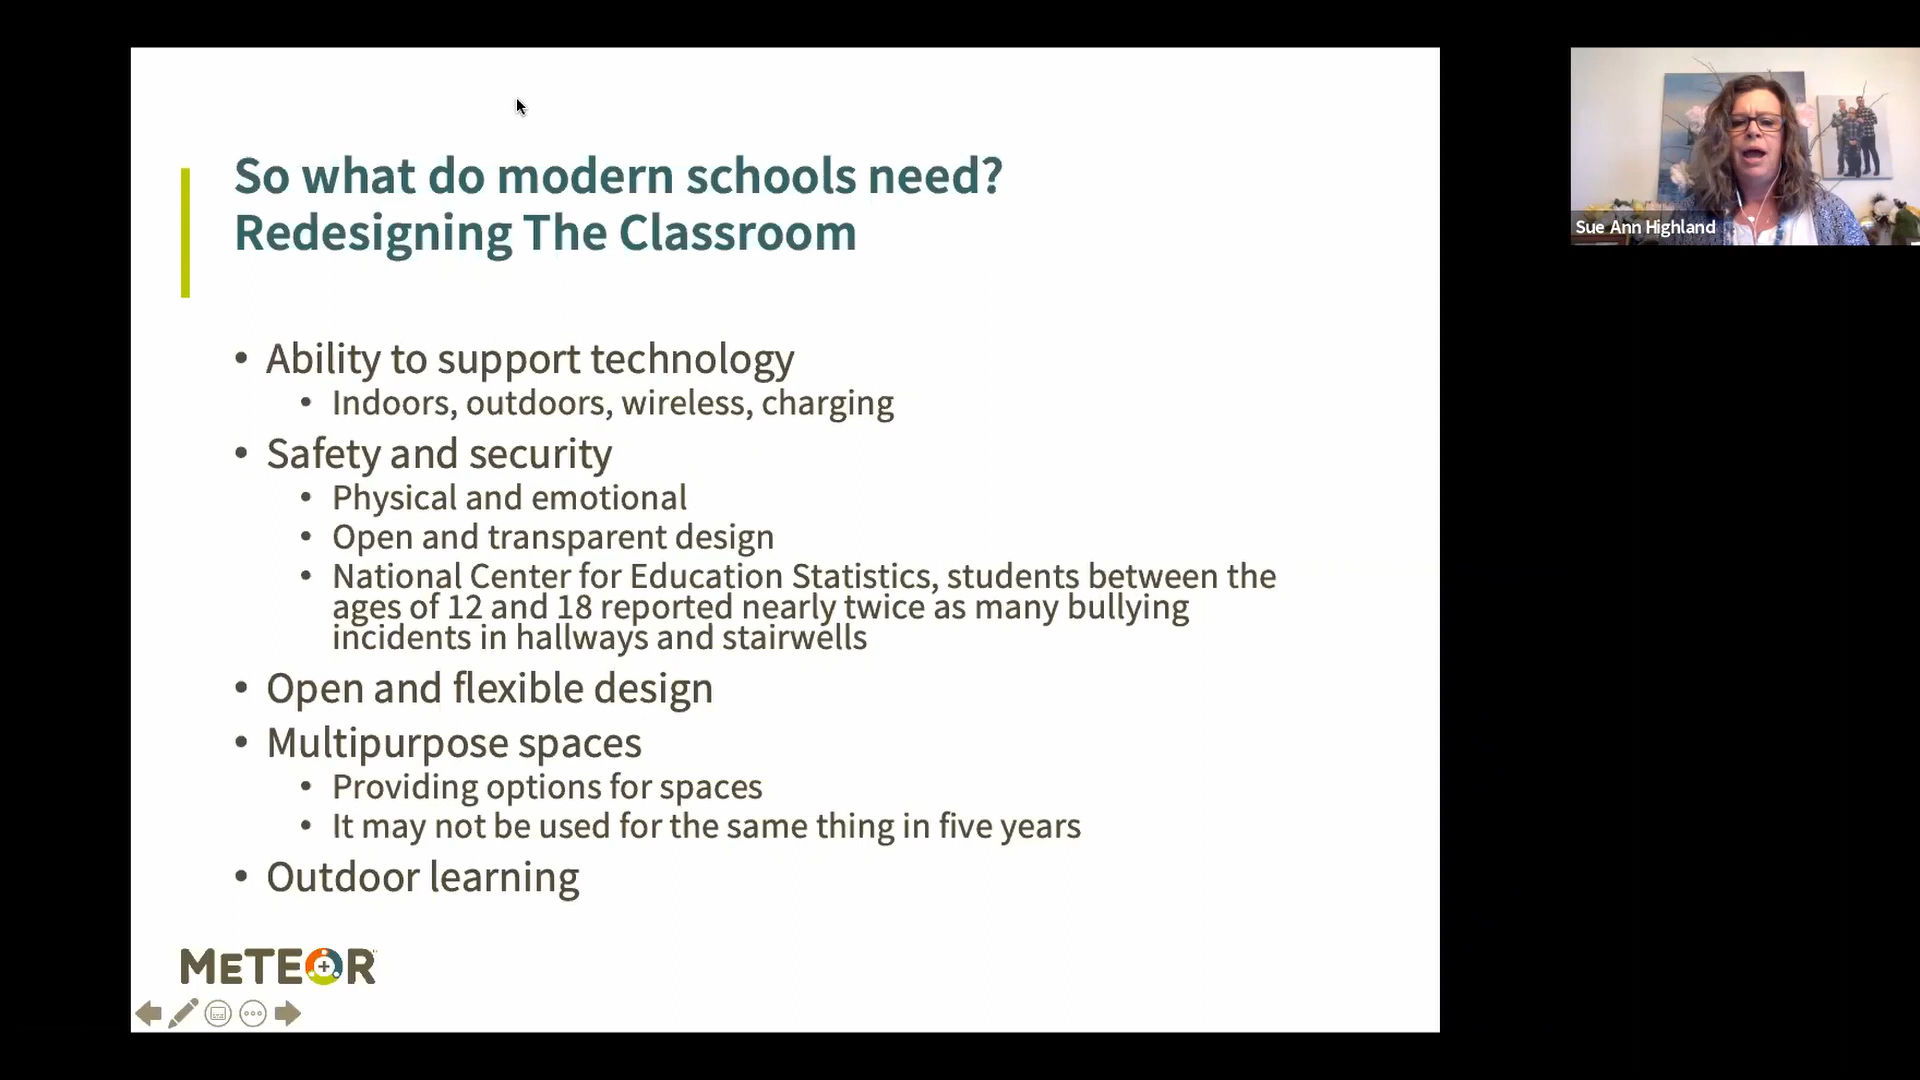 So what do modern schools need?
Redesigning The Classroom
• Ability to support technology
• Indoors, outdoors, wireless, charging
• Safety and security
• Physical and emotional
• Open and transparent design
• National Center for Education Statistics, students between the
ages of 12 and 18 reported nearly twice as many bullying
incidents in hallways and stairwells
• Open and flexible design
• Multipurpose spaces
• Providing options for spaces
• It may not be used for the same thing in five years
• Outdoor learning
METEOR
Sue Ann Highland